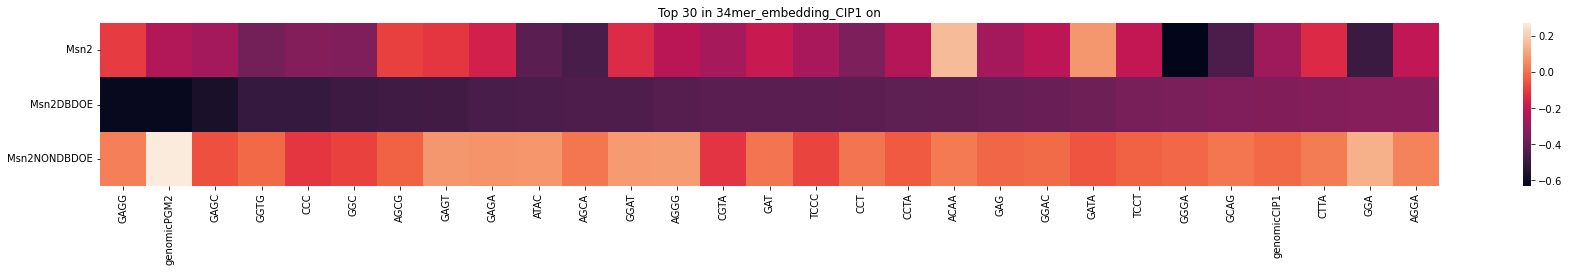 Top 30 in 34mer_embedding_CIP1 on
Msn2
Msn2DBDOE
Msn2NONDBDOE
GAGG
genomicPGM2
GAGC
GGTG
CCC
GGC
AGCG
GAGT
GAGA
ATAC
AGCA
GGAT
AGGG
CGTA
GAT
TCCC
CCT
CCTA
ACAA
GAG
GGAC
GATA
TCCT
GGGA
GCAG
genomicCIP1
CTTA
GGA
AGGA
0.2
0.0
−0.2
−0.4
−0.6